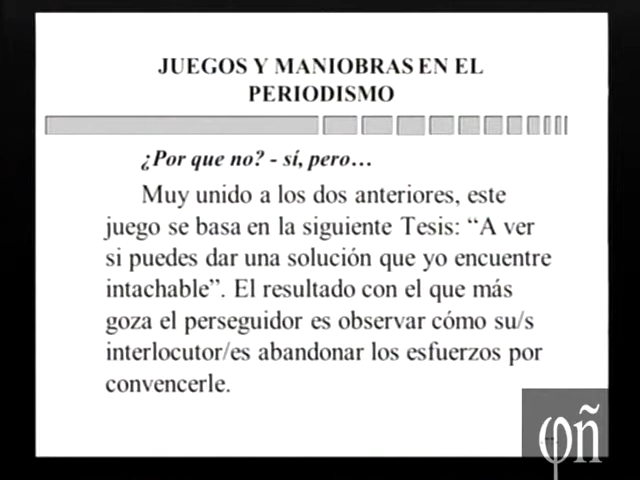 JUEGOS Y MANIOBRAS EN EL
PERIODISMO
¿Por que no? - sí, pero…
Muy unido a los dos anteriores, este
juego se basa en la siguiente Tesis: “A ver
si puedes dar una solución que yo encuentre
intachable”. El resultado con el que más
goza el perseguidor es observar cómo su/s
interlocutor/es abandonar los esfuerzos por
convencerle.
φñ